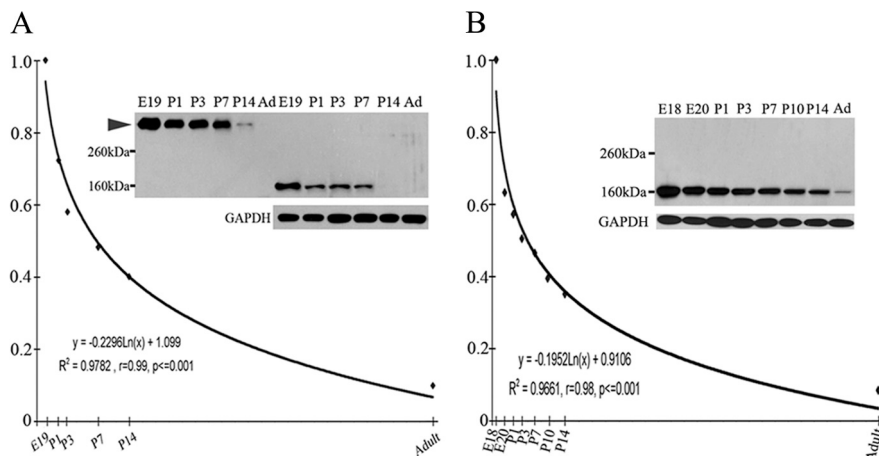 A
1.0
0.8
0.6
0.4
0.2
0
E19 P1 P3 P7 P14 Ad E19 P1 P3 P7 P14 Ad
260kDa
160kDa
GAPDH
y = -0.2296Ln(x) + 1.099
R² = 0.9782 , r=0.99, p<=0.001
E19 P1 P3 P7 P14 Adult
B
1.0
0.8
0.6
0.4
0.2
0
E18 E20 P1 P3 P7 P10 P14 Ad
260kDa
160kDa
GAPDH
y = -0.1952Ln(x) + 0.9106
R² = 0.9661, r=0.98, p<=0.001
E18 E20 P1 P3 P7 P10 P14 Adult